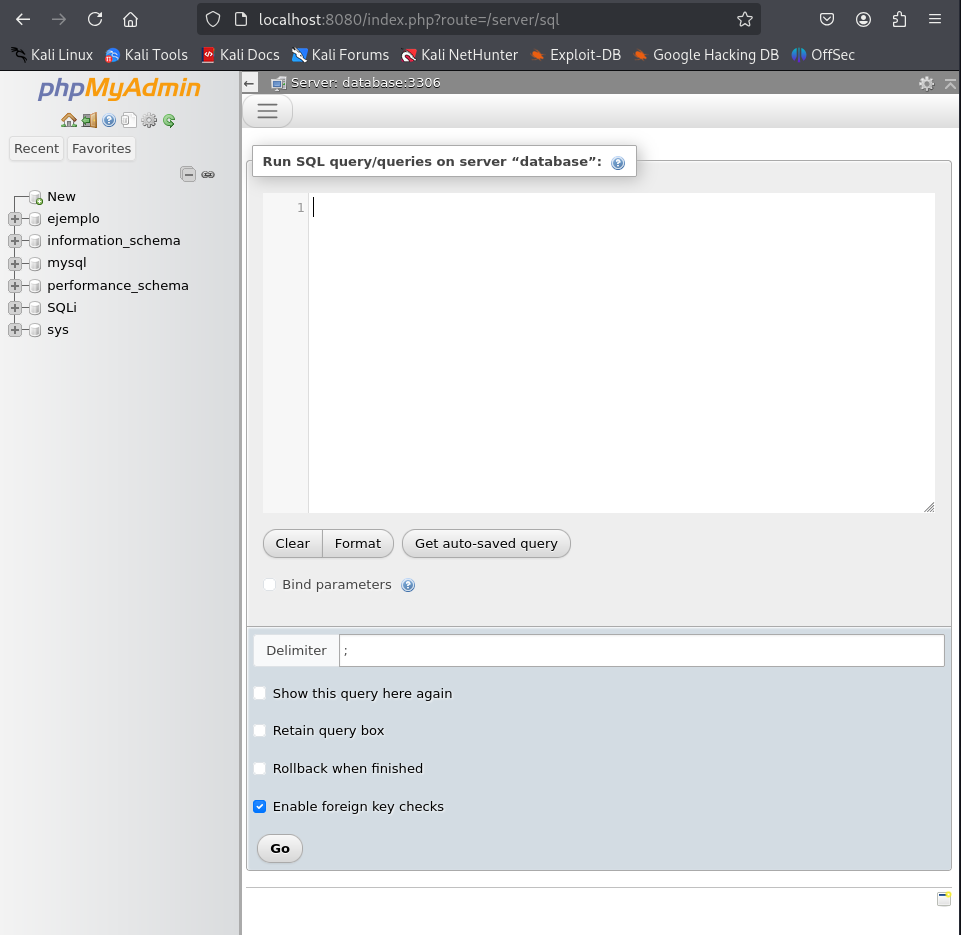 localhost:8080/index.php?route=/server/sql
Kali Linux Kali Tools Kali Docs Kali Forums Kali NetHunter Exploit-DB Google Hacking DB OffSec
phpMyAdmin
Server: database:3306
Recent Favorites
Run SQL query/queries on server “database”:
New
ejemplo
information_schema
mysql
performance_schema
SQLi
sys
1
Clear Format Get auto-saved query
Bind parameters
Delimiter ;
Show this query here again
Retain query box
Rollback when finished
Enable foreign key checks
Go